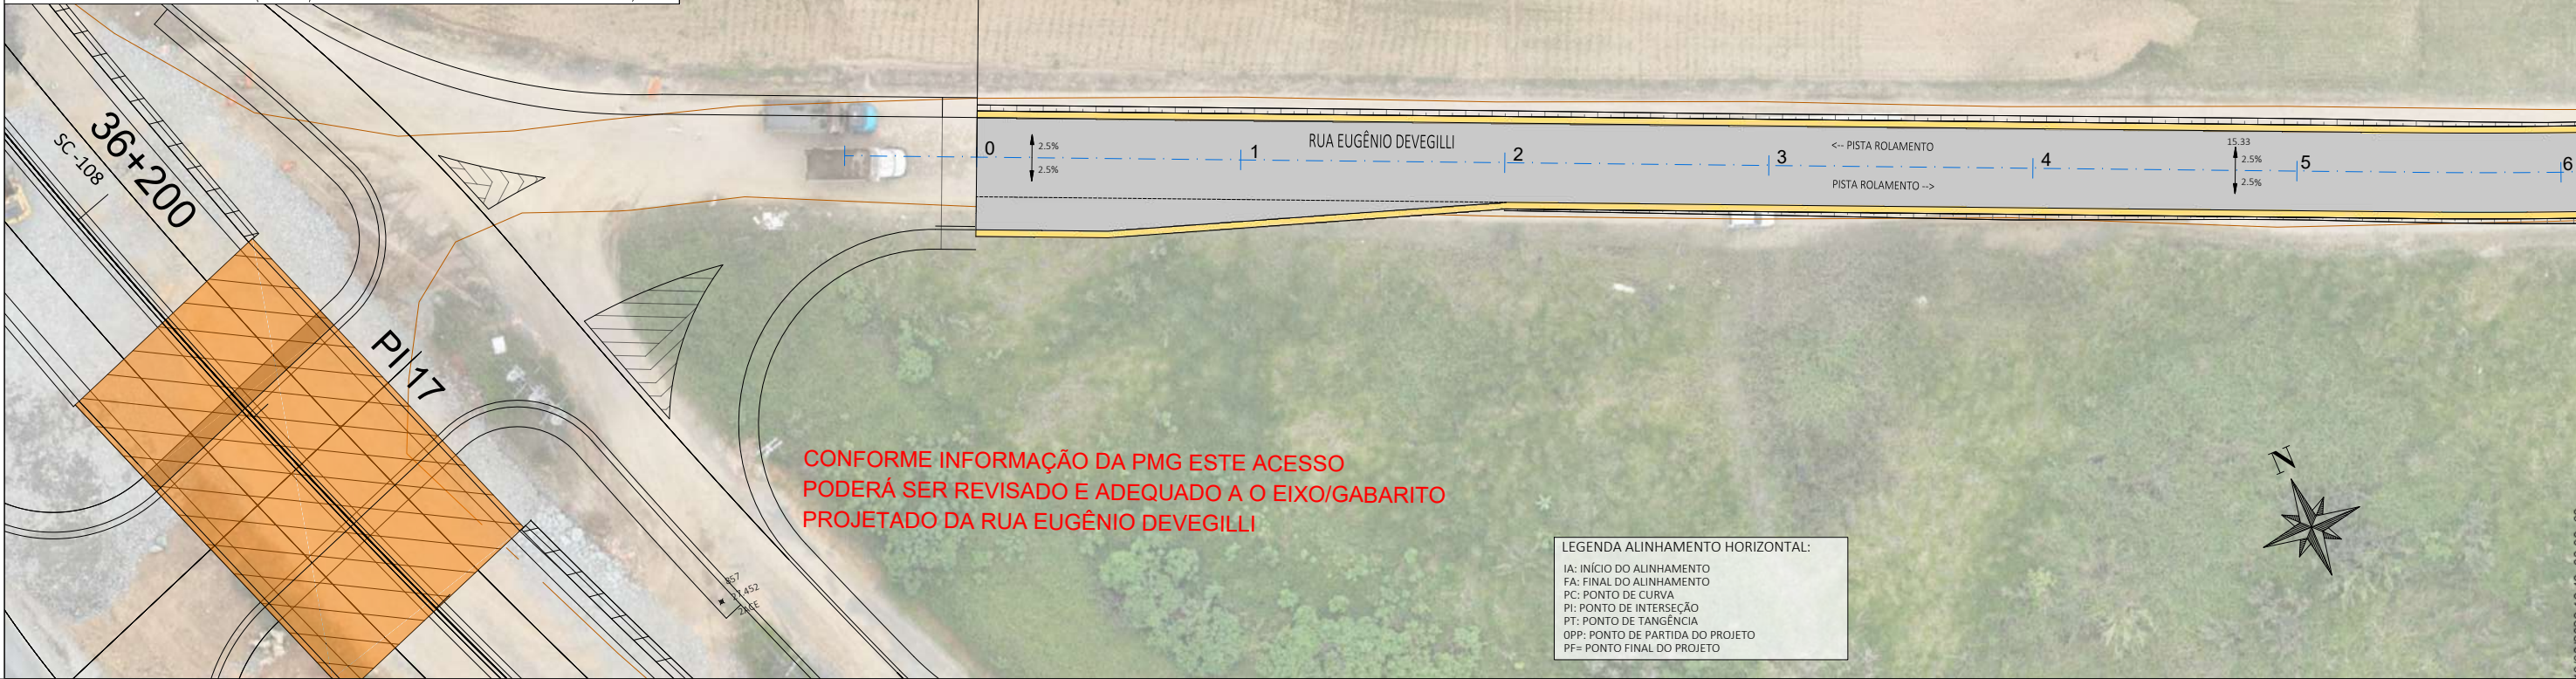 36+200
SC -108
PI 17
0
2.5%
2.5%
1
RUA EUGÊNIO DEVEGILLI
2
3
<-- PISTA ROLAMENTO
PISTA ROLAMENTO -->
4
15.33
2.5%
2.5%
5
6
CONFORME INFORMAÇÃO DA PMG ESTE ACESSO
PODERÁ SER REVISADO E ADEQUADO A O EIXO/GABARITO
PROJETADO DA RUA EUGÊNIO DEVEGILLI
N
857
27.452
LEGENDA ALINHAMENTO HORIZONTAL:
IA: INÍCIO DO ALINHAMENTO
FA: FINAL DO ALINHAMENTO
PC: PONTO DE CURVA
PI: PONTO DE INTERSEÇÃO
PT: PONTO DE TANGÊNCIA
0PP: PONTO DE PARTIDA DO PROJETO
PF= PONTO FINAL DO PROJETO